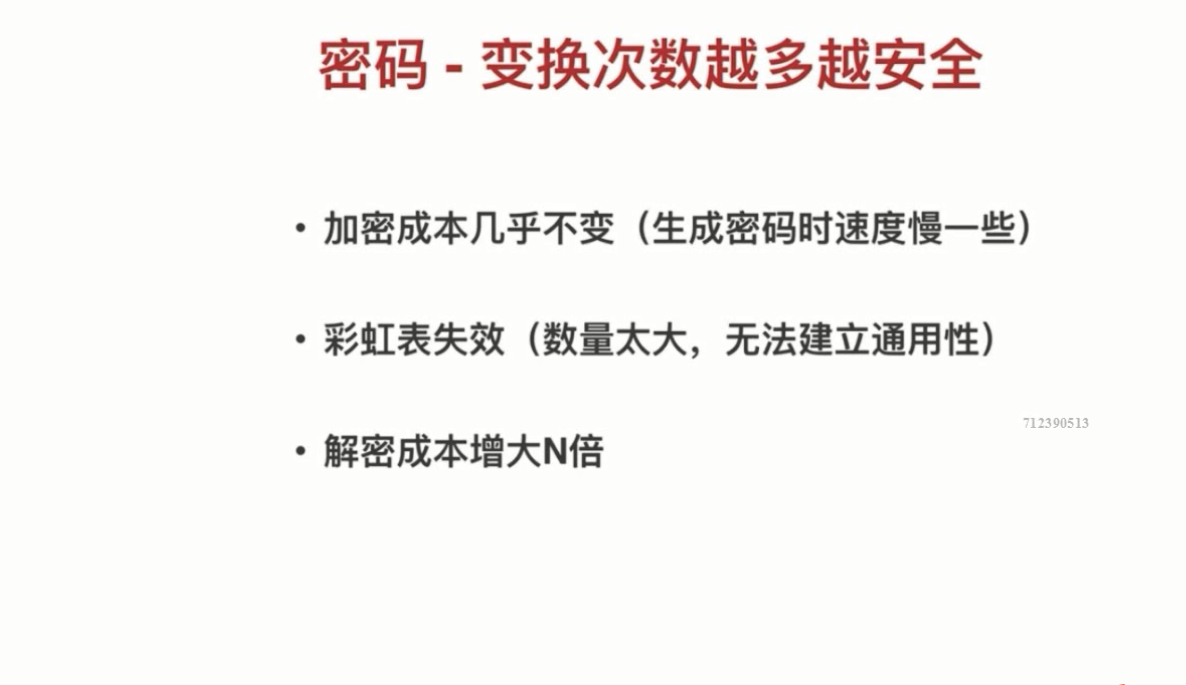 密码 - 变换次数越多越安全
• 加密成本几乎不变（生成密码时速度慢一些）
• 彩虹表失效（数量太大，无法建立通用性）
712390513
• 解密成本增大N倍